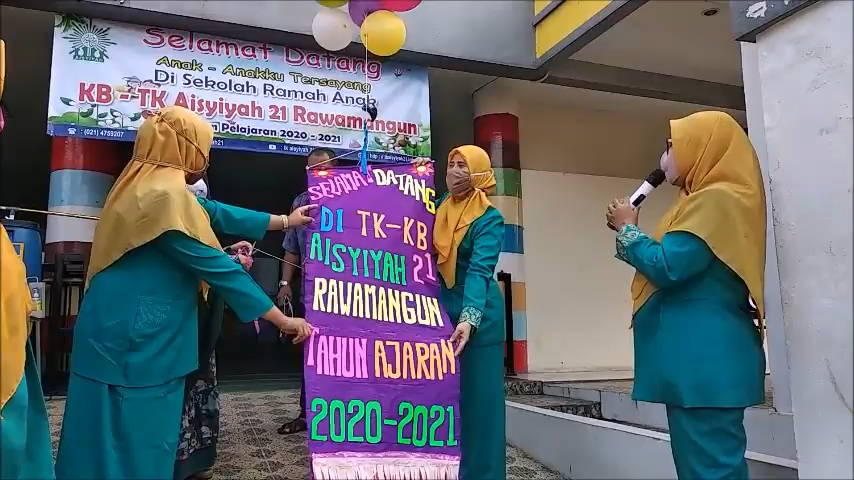 Selamat Datang
Anak - Anakku Tersayang
Di Sekolah Ramah Anak
KB - TK Aisyiyah 21 Rawamangun
Pelajaran 2020 - 2021
(021) 4759207
SELAMAT DATANG
DI TK-KB
AISYIYAH 21
RAWAMANGUN
TAHUN AJARAN
2020-2021